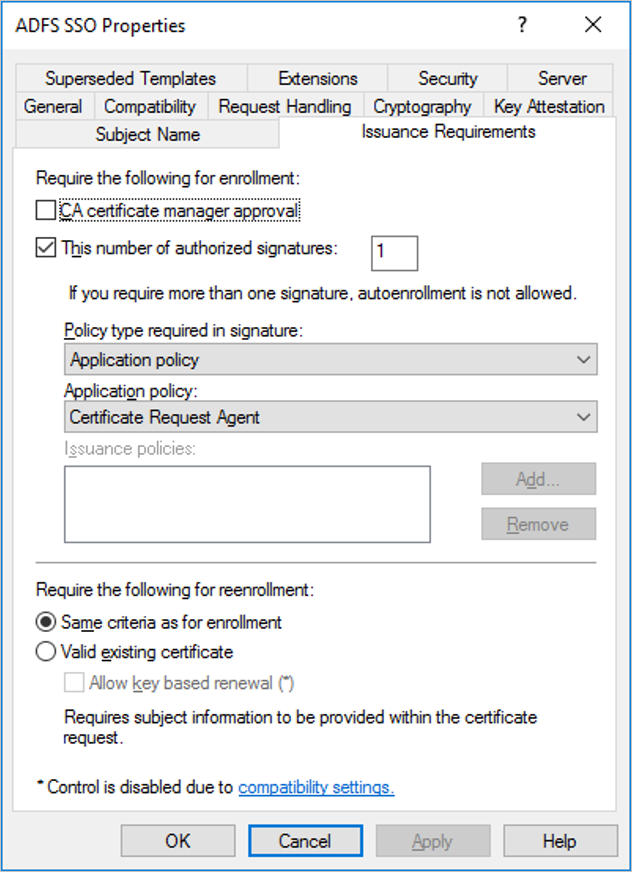 ADFS SSO Properties ?
Superseded Templates Extensions Security Server
General Compatibility Request Handling Cryptography Key Attestation
Subject Name Issuance Requirements
Require the following for enrollment:
CA certificate manager approval
This number of authorized signatures: 1
If you require more than one signature, autoenrollment is not allowed.
Policy type required in signature:
Application policy
Application policy:
Certificate Request Agent
Issuance policies:
Add...
Remove
Require the following for reenrollment:
Same criteria as for enrollment
Valid existing certificate
Allow key based renewal (*)
Requires subject information to be provided within the certificate
request.
* Control is disabled due to compatibility settings.
OK Cancel Apply Help